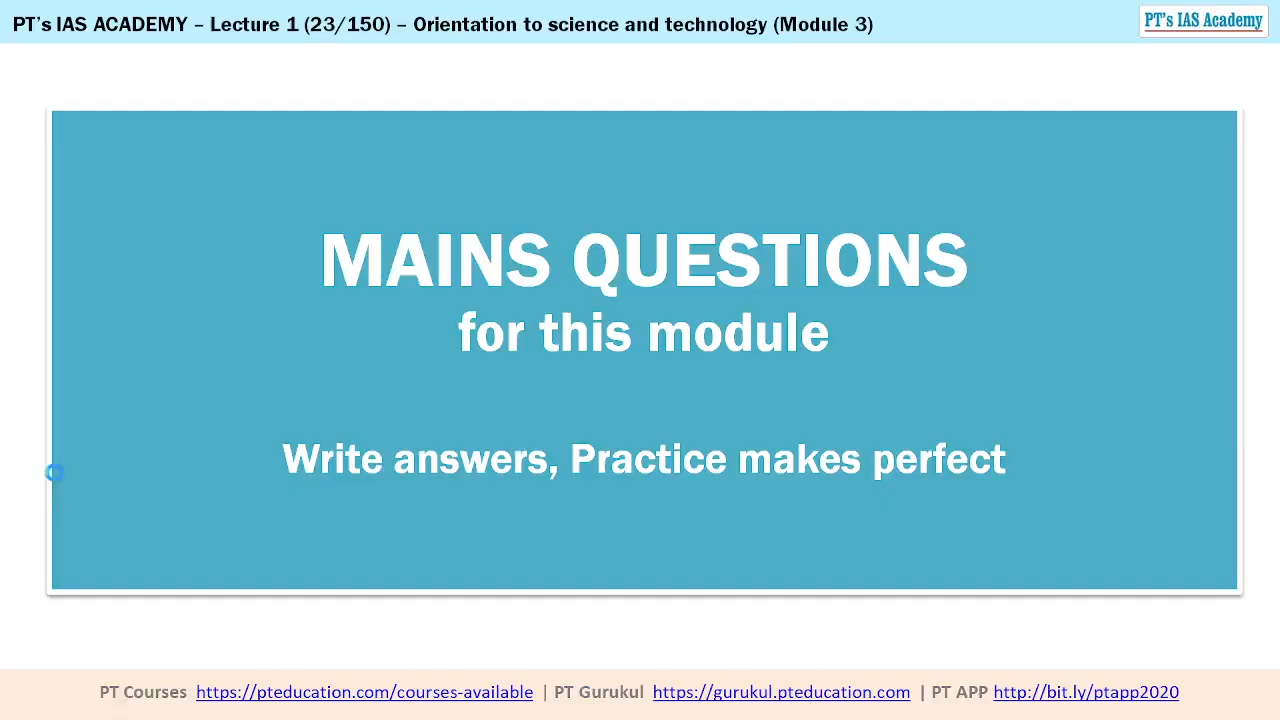 PT's IAS ACADEMY – Lecture 1 (23/150) – Orientation to science and technology (Module 3)
PT's IAS Academy
MAINS QUESTIONS
for this module
Write answers, Practice makes perfect
PT Courses https://pteducation.com/courses-available | PT Gurukul https://gurukul.pteducation.com | PT APP http://bit.ly/ptapp2020